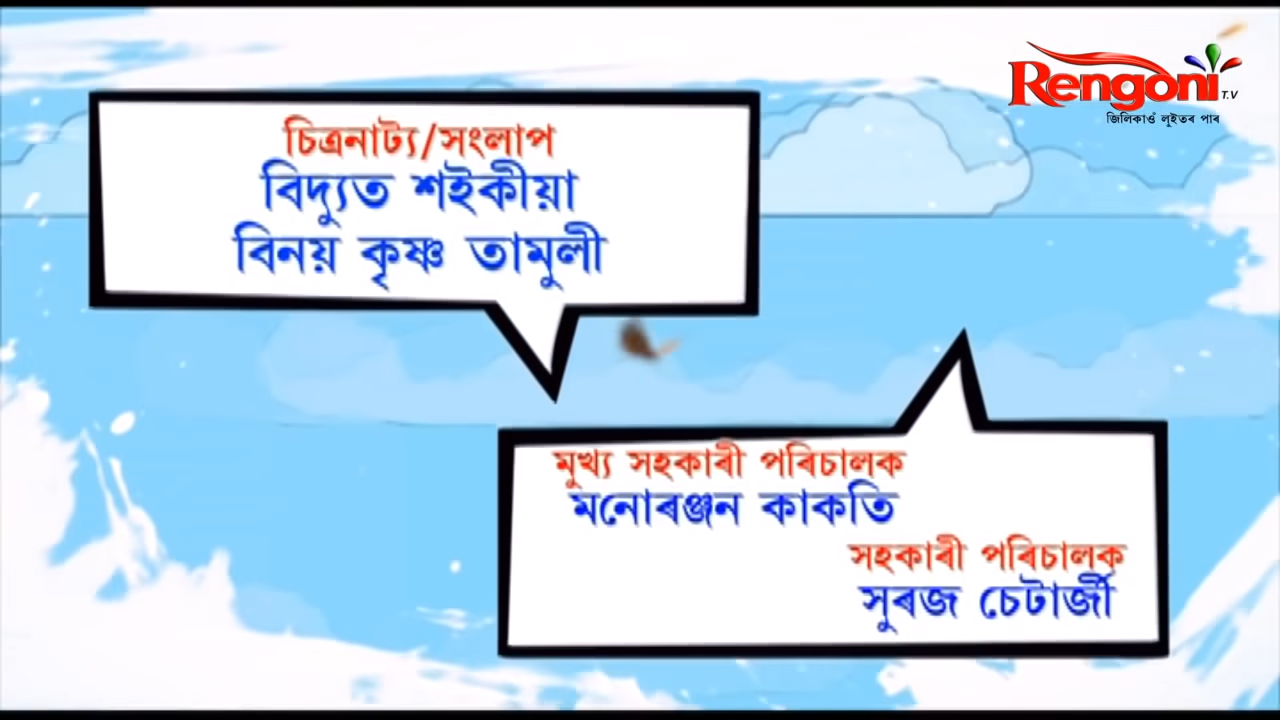 Rengoni T.V
জিলিকাওঁ লূইতৰ পাৰ
চিত্ৰনাট্য/সংলাপ
বিদ্যুত শইকীয়া
বিনয় কৃষ্ণ তামুলী
মুখ্য সহকাৰী পৰিচালক
মনোৰঞ্জন কাকতি
সহকাৰী পৰিচালক
সুৰজ চেটাৰ্জী